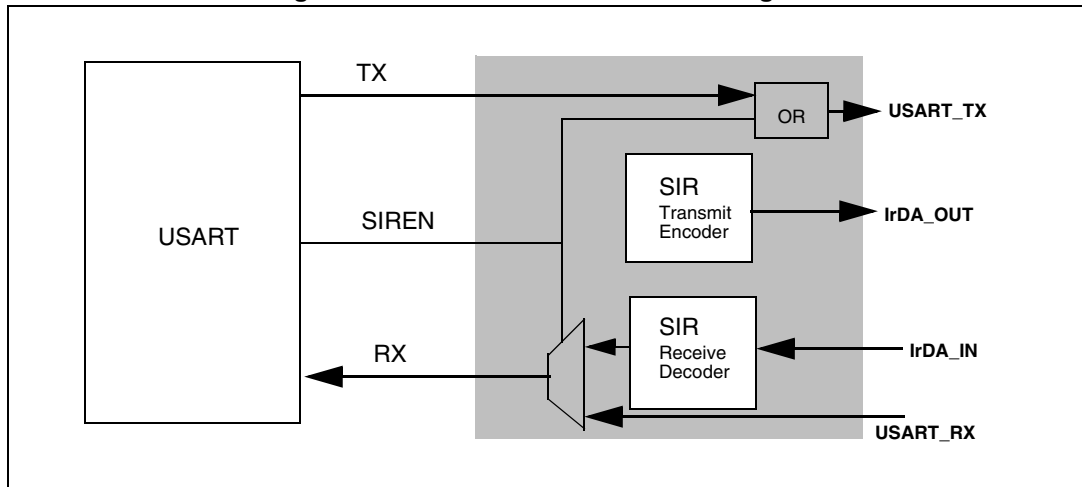 TX
OR
USART_TX
SIR
Transmit
Encoder
IrDA_OUT
USART
SIREN
SIR
Receive
Decoder
IrDA_IN
RX
USART_RX